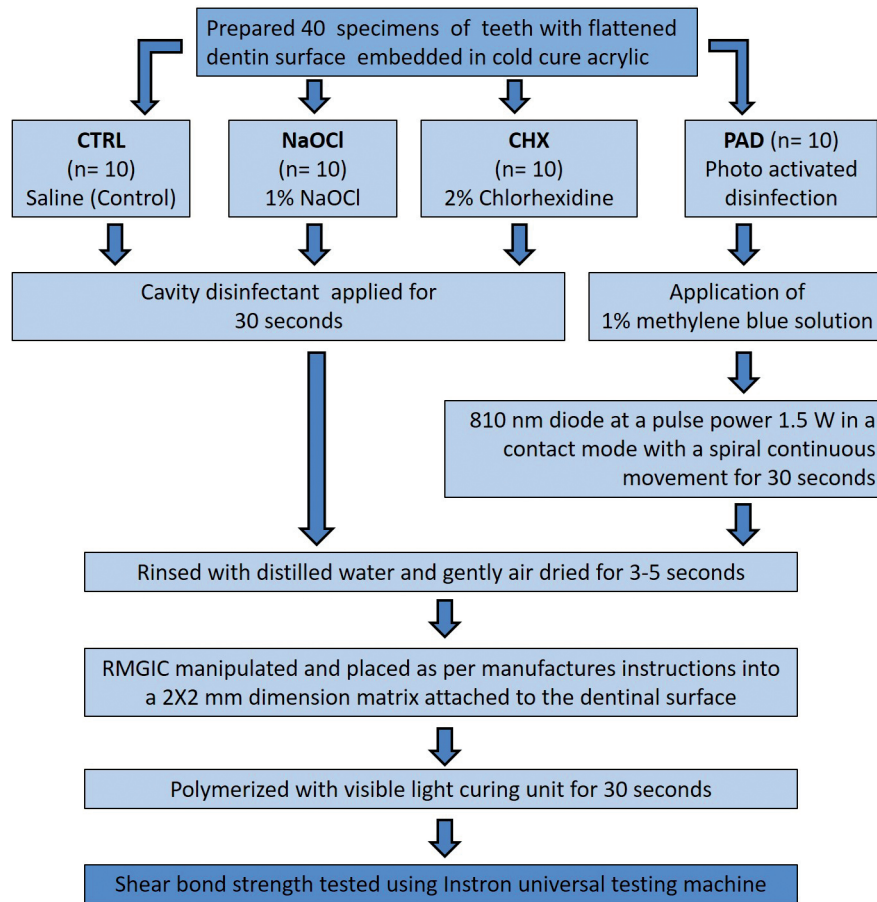 Prepared 40 specimens of teeth with flattened
dentin surface embedded in cold cure acrylic
CTRL
(n= 10)
Saline (Control)
NaOCl
(n= 10)
1% NaOCl
CHX
(n= 10)
2% Chlorhexidine
PAD (n= 10)
Photo activated
disinfection
Cavity disinfectant applied for
30 seconds
Application of
1% methylene blue solution
810 nm diode at a pulse power 1.5 W in a
contact mode with a spiral continuous
movement for 30 seconds
Rinsed with distilled water and gently air dried for 3-5 seconds
RMGIC manipulated and placed as per manufactures instructions into
a 2X2 mm dimension matrix attached to the dentinal surface
Polymerized with visible light curing unit for 30 seconds
Shear bond strength tested using Instron universal testing machine